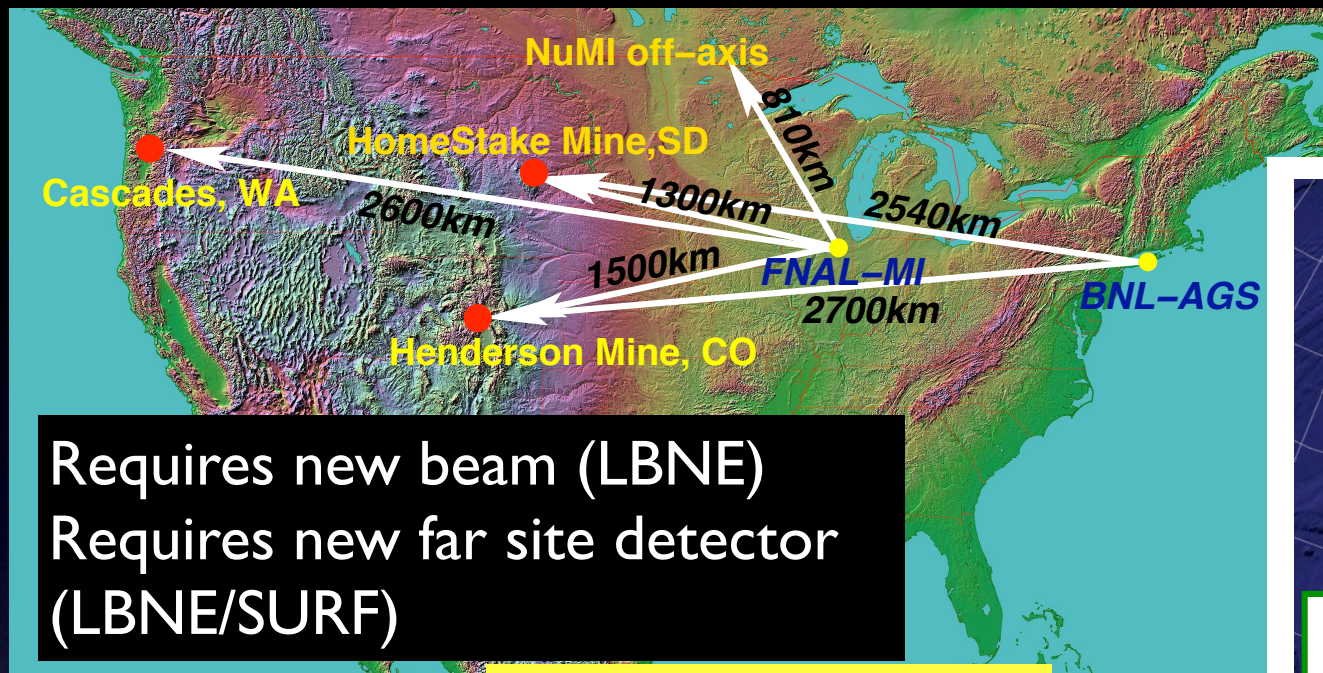 NuMI off-axis
810km
HomeStake Mine,SD
Cascades, WA
1300km
2540km
2600km
1500km
FNAL-MI
BNL-AGS
2700km
Henderson Mine, CO
Requires new beam (LBNE)
Requires new far site detector
(LBNE/SURF)